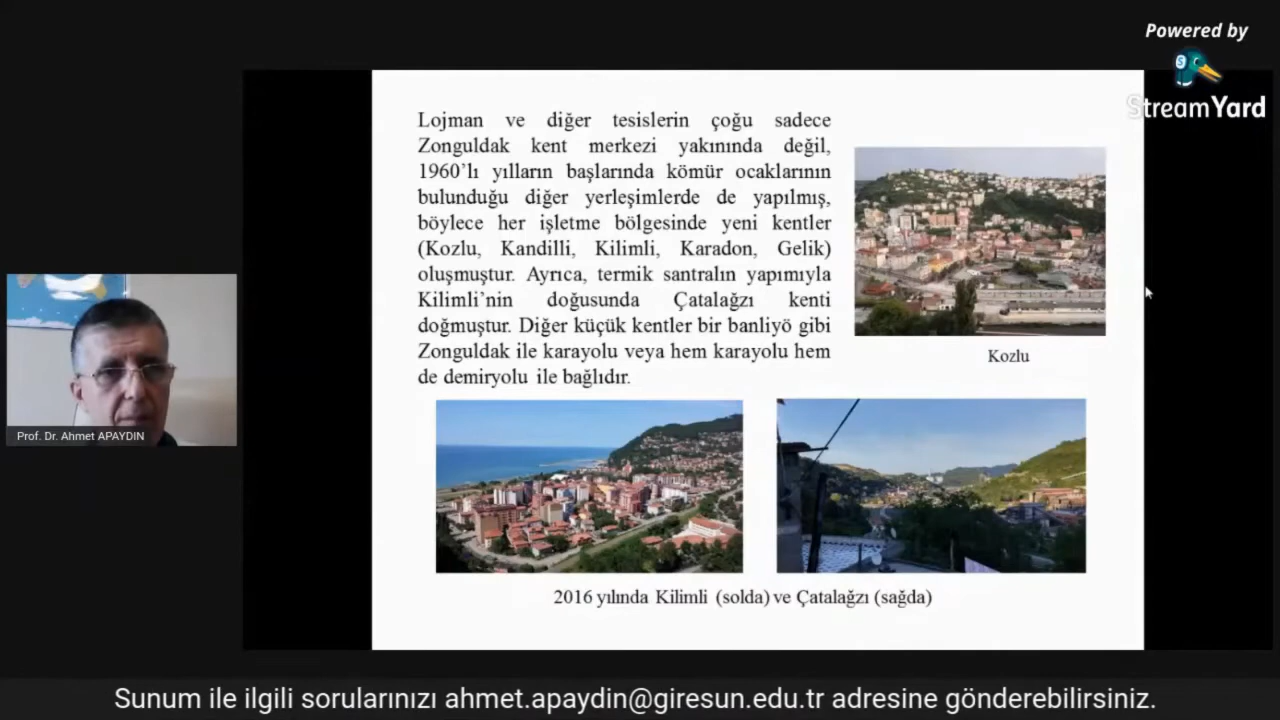 Powered by
StreamYard
Lojman ve diğer tesislerin çoğu sadece
Zonguldak kent merkezi yakınında değil,
1960’lı yılların başlarında kömür ocaklarının
bulunduğu diğer yerleşimlerde de yapılmış,
böylece her işletme bölgesinde yeni kentler
(Kozlu, Kandilli, Kilimli, Karadon, Gelik)
oluşmuştur. Ayrıca, termik santralın yapımıyla
Kilimli’nin doğusunda Çatalağzı kenti
doğmuştur. Diğer küçük kentler bir banliyö gibi
Zonguldak ile karayolu veya hem karayolu hem
de demiryolu ile bağlıdır.
Kozlu
2016 yılında Kilimli (solda) ve Çatalağzı (sağda)
Prof. Dr. Ahmet APAYDIN
Sunum ile ilgili sorularınızı ahmet.apaydin@giresun.edu.tr adresine gönderebilirsiniz.